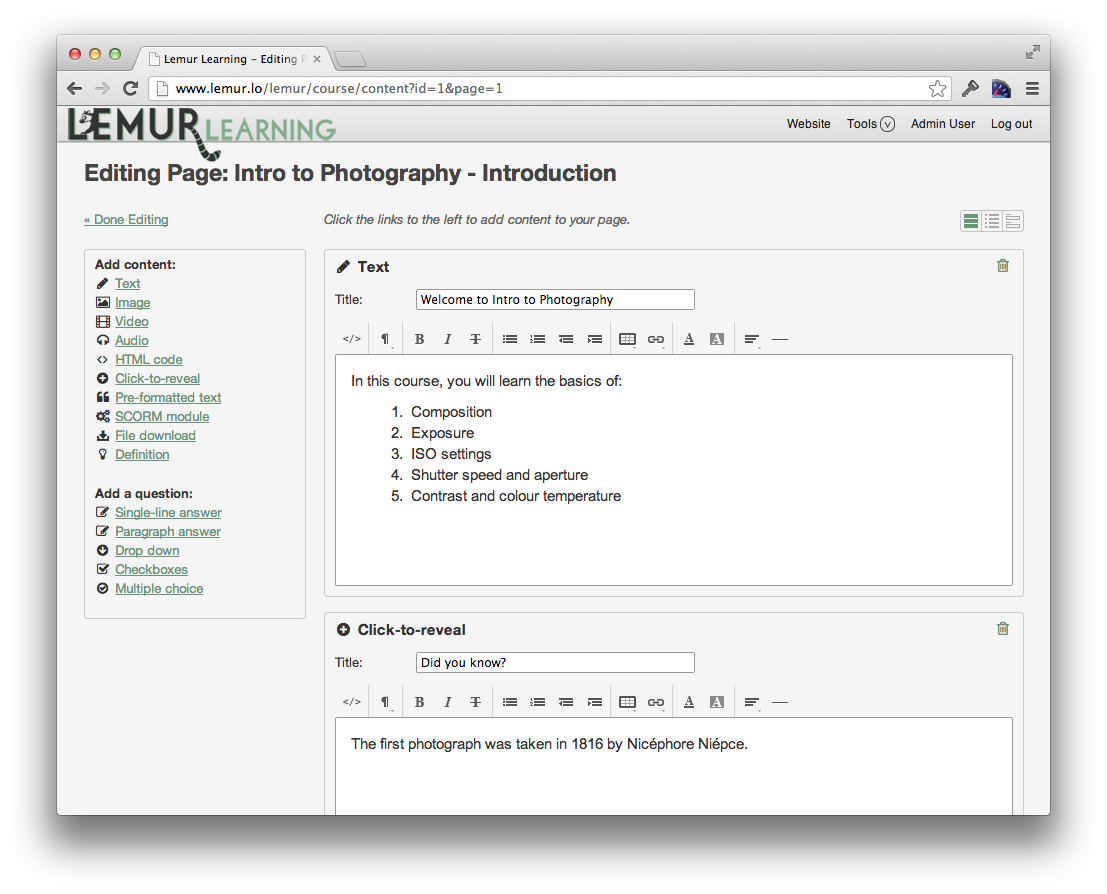 Lemur Learning – Editing P
www.lemur.lo/lemur/course/content?id=1&page=1
LEMUR LEARNING
Website Tools Admin User Log out
Editing Page: Intro to Photography - Introduction
« Done Editing
Click the links to the left to add content to your page.
Add content:
Text
Image
Video
Audio
HTML code
Click-to-reveal
Pre-formatted text
SCORM module
File download
Definition
Add a question:
Single-line answer
Paragraph answer
Drop down
Checkboxes
Multiple choice
Text
Title: Welcome to Intro to Photography
</> ¶ B I T A A
In this course, you will learn the basics of:
1. Composition
2. Exposure
3. ISO settings
4. Shutter speed and aperture
5. Contrast and colour temperature
Click-to-reveal
Title: Did you know?
</> ¶ B I T A A
The first photograph was taken in 1816 by Nicéphore Niépce.